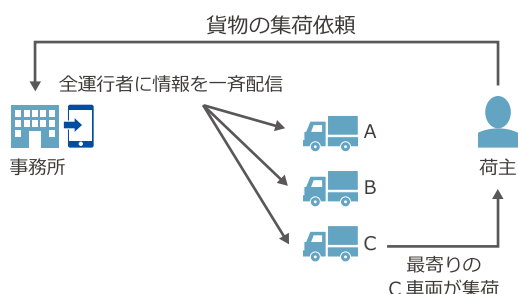 貨物の集荷依頼
全運行者に情報を一斉配信
A
事務所
B
荷主
C
最寄りの
C 車両が集荷